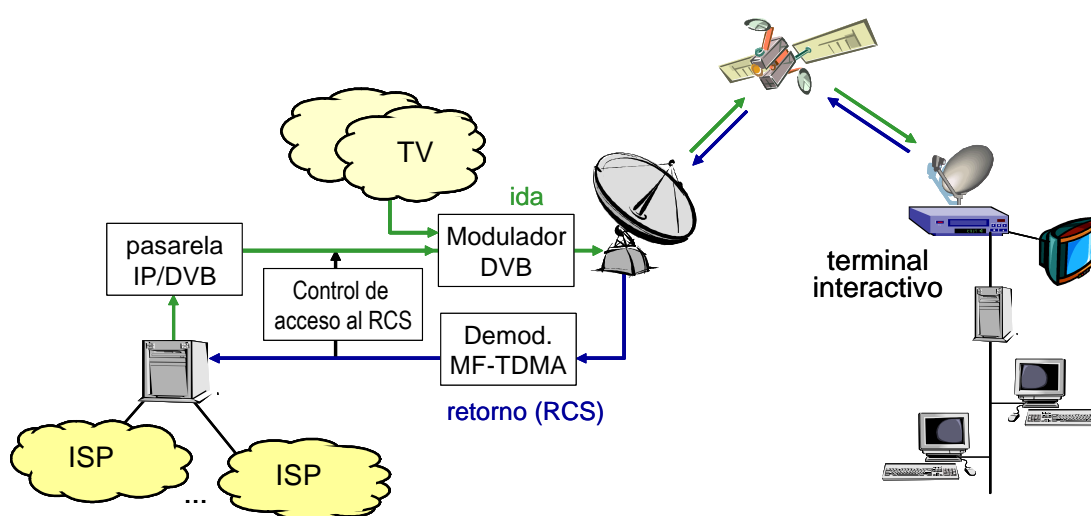 TV
ida
pasarela
IP/DVB
Modulador
DVB
Control de
acceso al RCS
Demod.
MF-TDMA
retorno (RCS)
terminal
interactivo
ISP
...
ISP